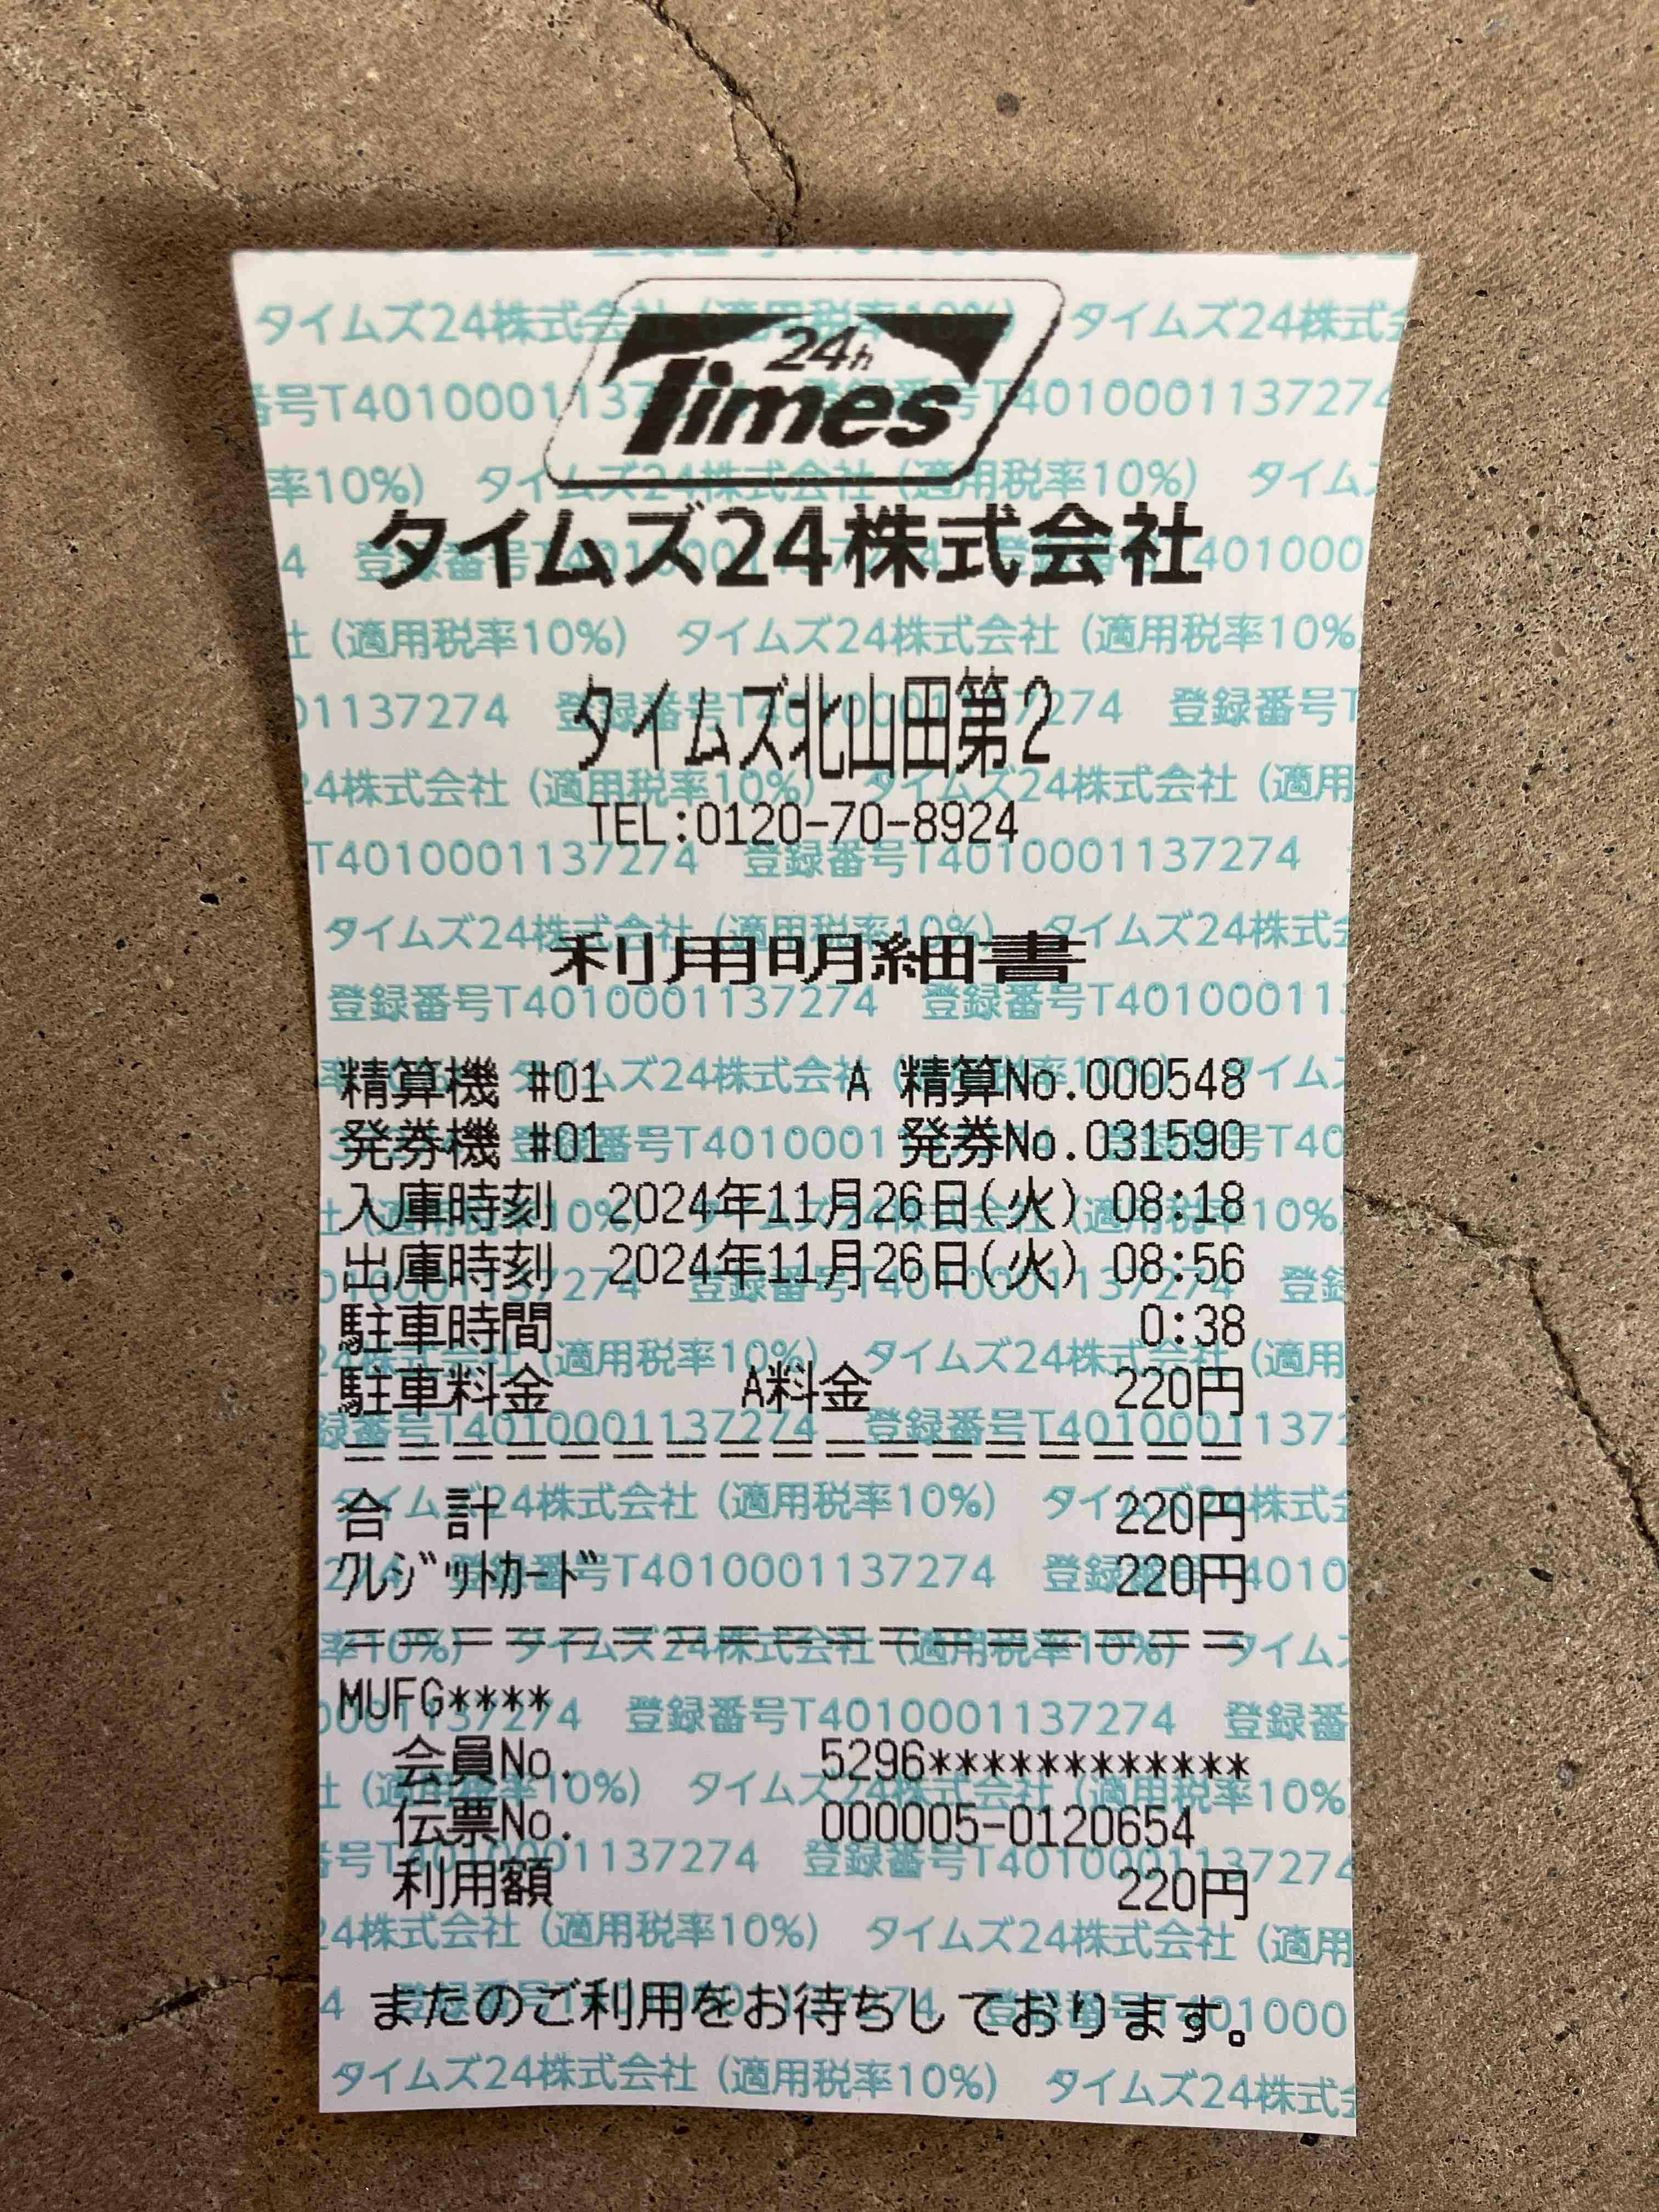 24h
Times
タイムズ24株式会社
タイムズ北山田第2
TEL:0120-70-8924
利用明細書
精算機 #01 A 精算No.000548
発券機 #01 発券No.031590
入庫時刻 2024年11月26日(火) 08:18
出庫時刻 2024年11月26日(火) 08:56
駐車時間 0:38
駐車料金 A料金 220円
合 計 220円
クレジットカード 220円
MUFG****
会員No. 5296************
伝票No. 000005-0120654
利用額 220円
またのご利用をお待ちしております。
タイムズ24株式会社 (適用税率10%)
登録番号T4010001137274